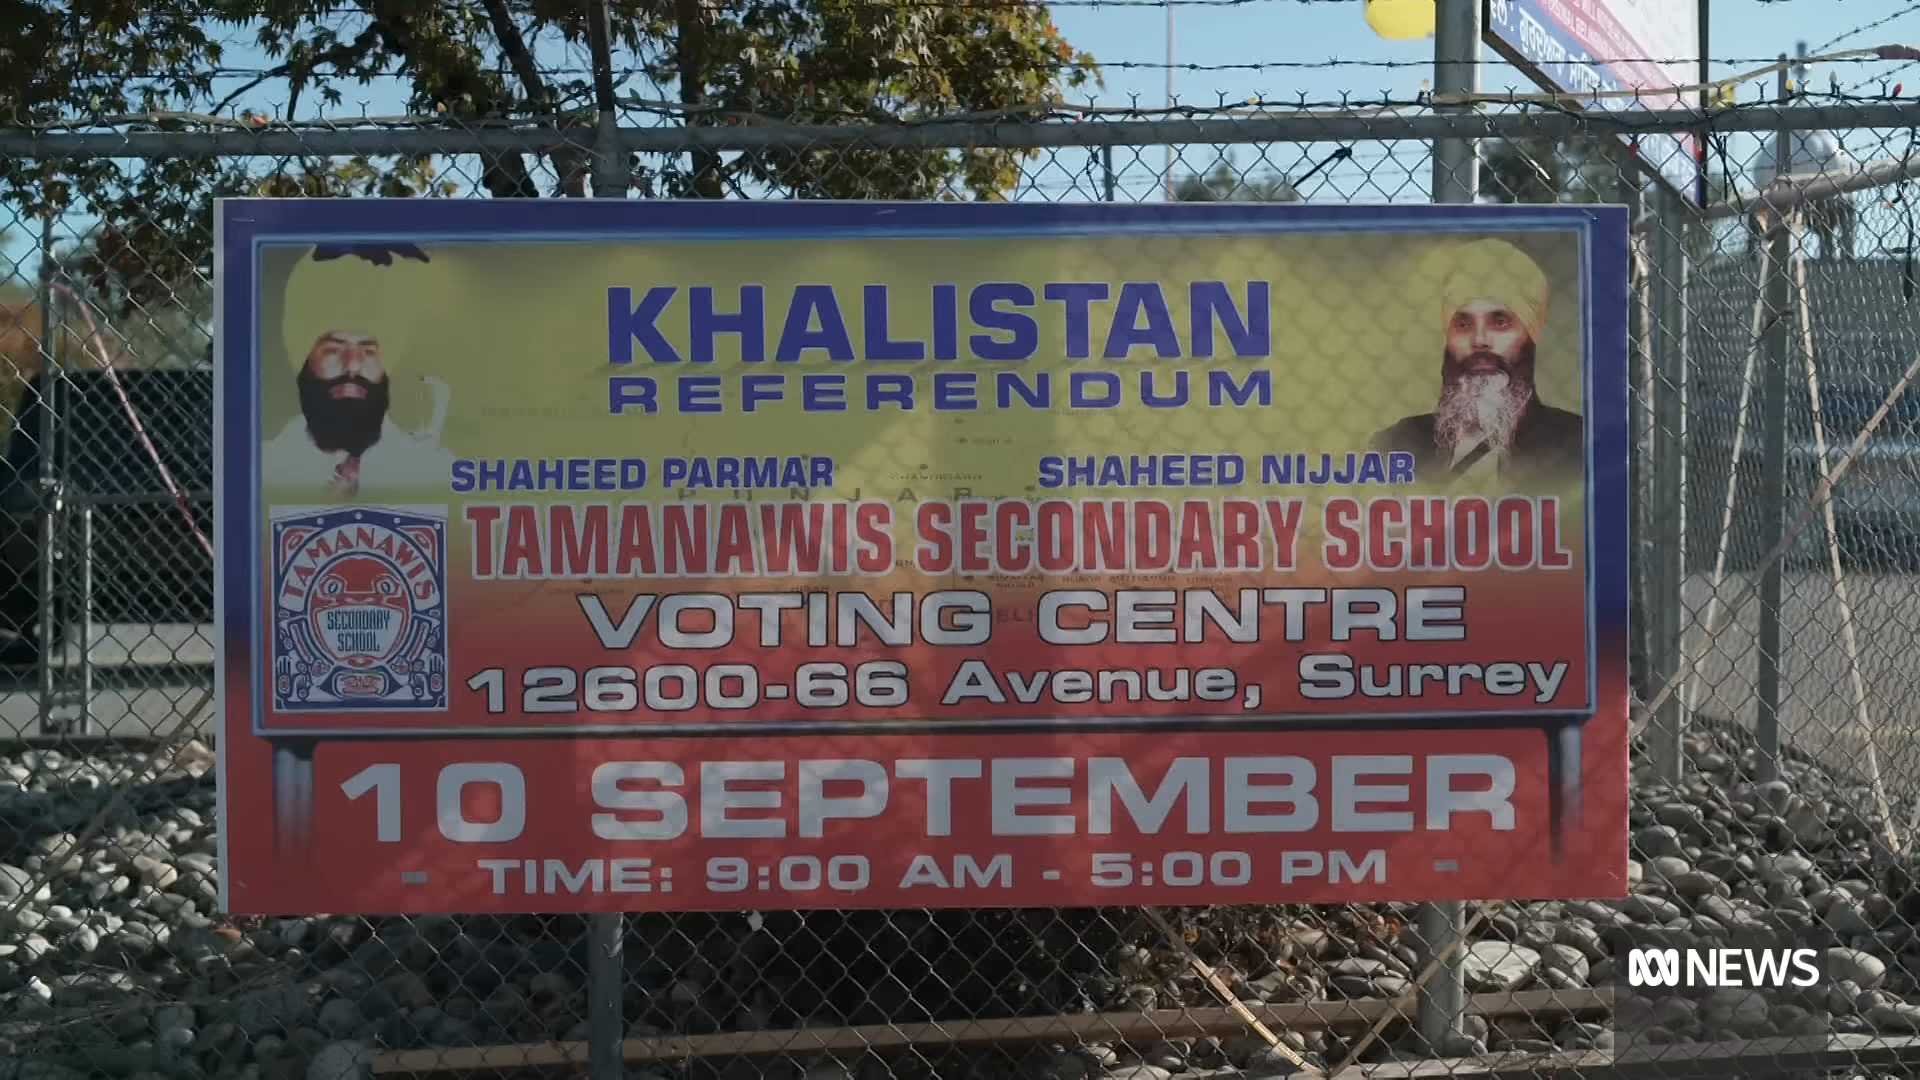 KHALISTAN
REFERENDUM
SHAHEED PARMAR
SHAHEED NIJJAR
PUNJAB
TAMANAWIS SECONDARY SCHOOL
TAMANAWIS
SECONDARY
SCHOOL
VOTING CENTRE
12600-66 Avenue, Surrey
10 SEPTEMBER
- TIME: 9:00 AM - 5:00 PM -
NEWS